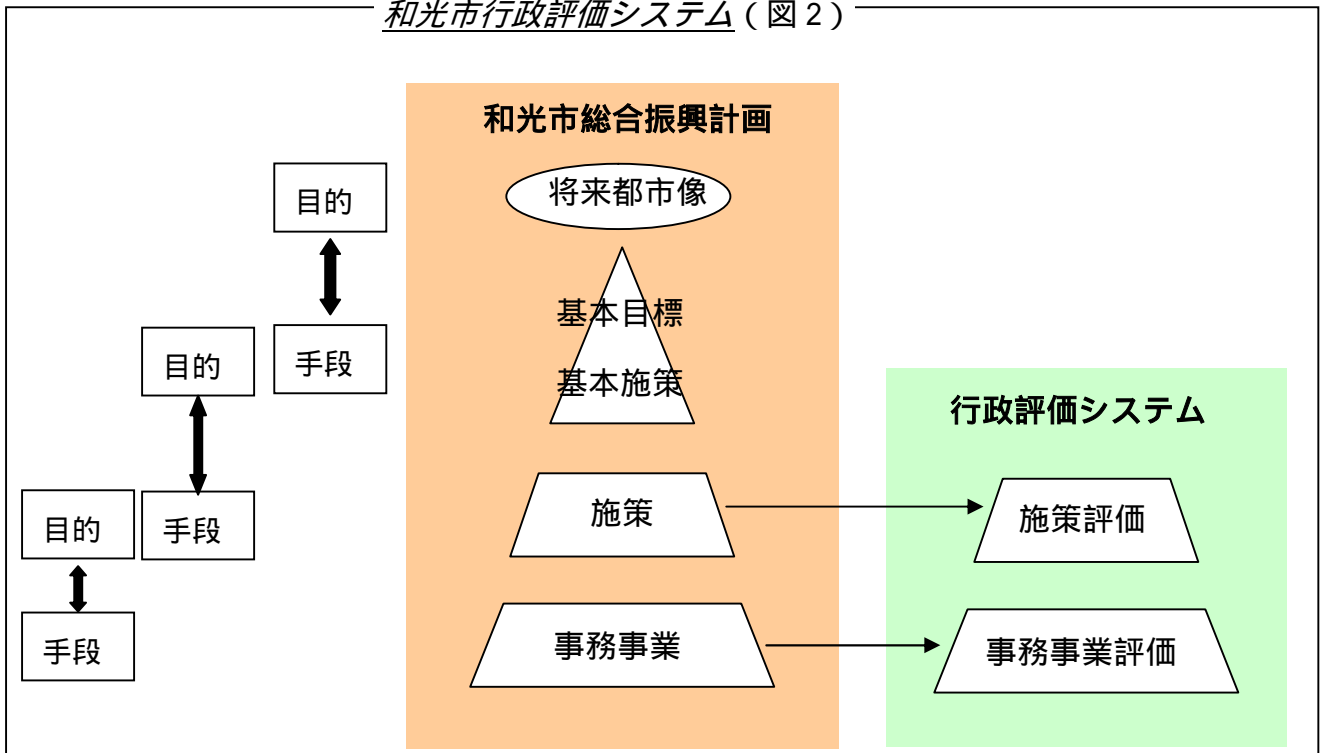 和光市行政評価システム(図2)
和光市総合振興計画
将来都市像
基本目標
基本施策
施策
事務事業
目的
手段
目的
手段
目的
手段
行政評価システム
施策評価
事務事業評価